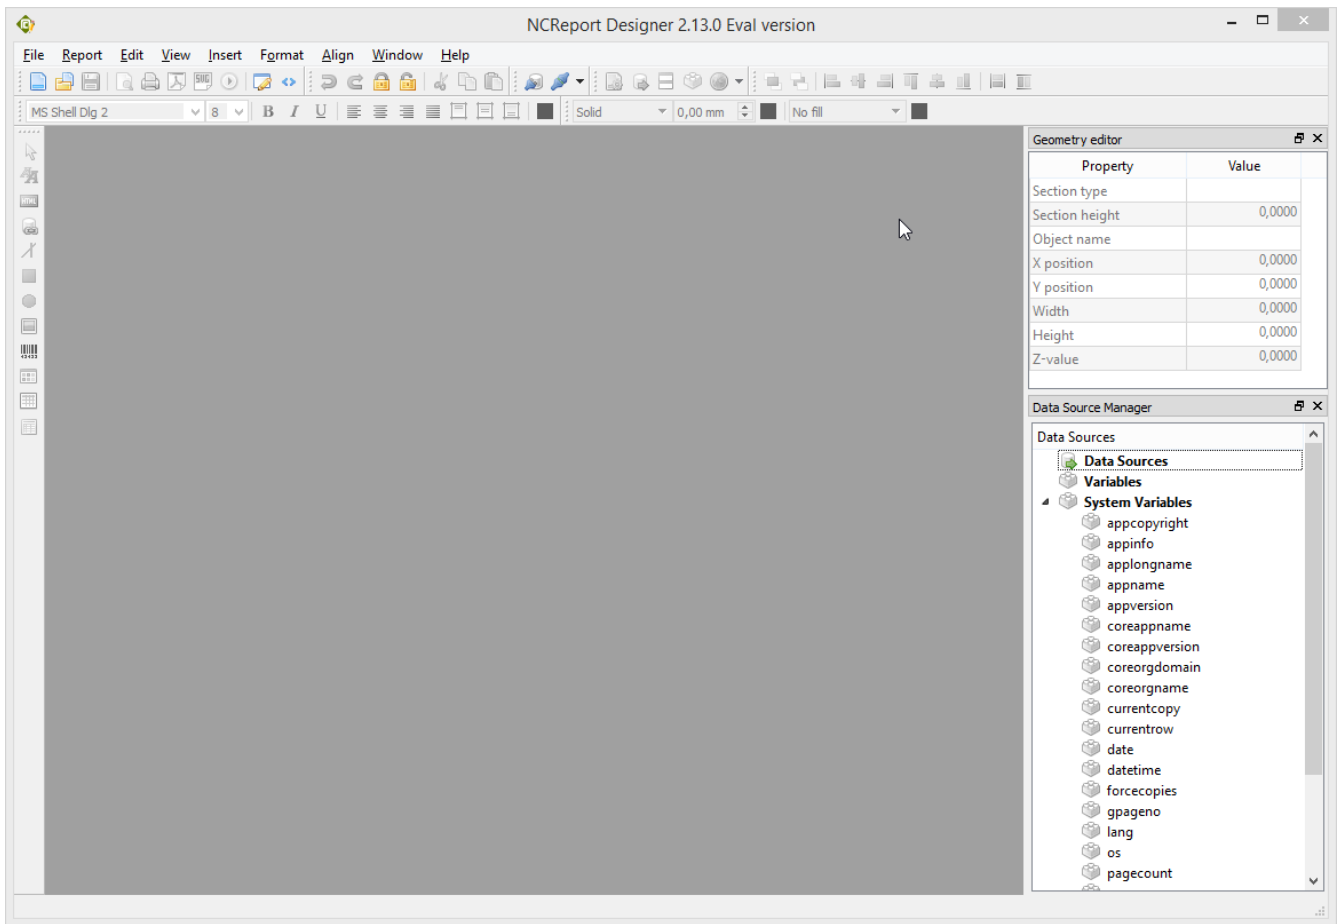 NCReport Designer 2.13.0 Eval version
File Report Edit View Insert Format Align Window Help
SVG
MS Shell Dlg 2 8 B I U Solid 0,00 mm No fill
Geometry editor
Property Value
Section type
Section height 0,0000
Object name
X position 0,0000
Y position 0,0000
Width 0,0000
Height 0,0000
Z-value 0,0000
HTML
Data Source Manager
Data Sources
Data Sources
Variables
System Variables
appcopyright
appinfo
applongname
appname
appversion
coreappname
coreappversion
coreorgdomain
coreorgname
currentcopy
currentrow
date
datetime
forcecopies
gpageno
lang
os
pagecount